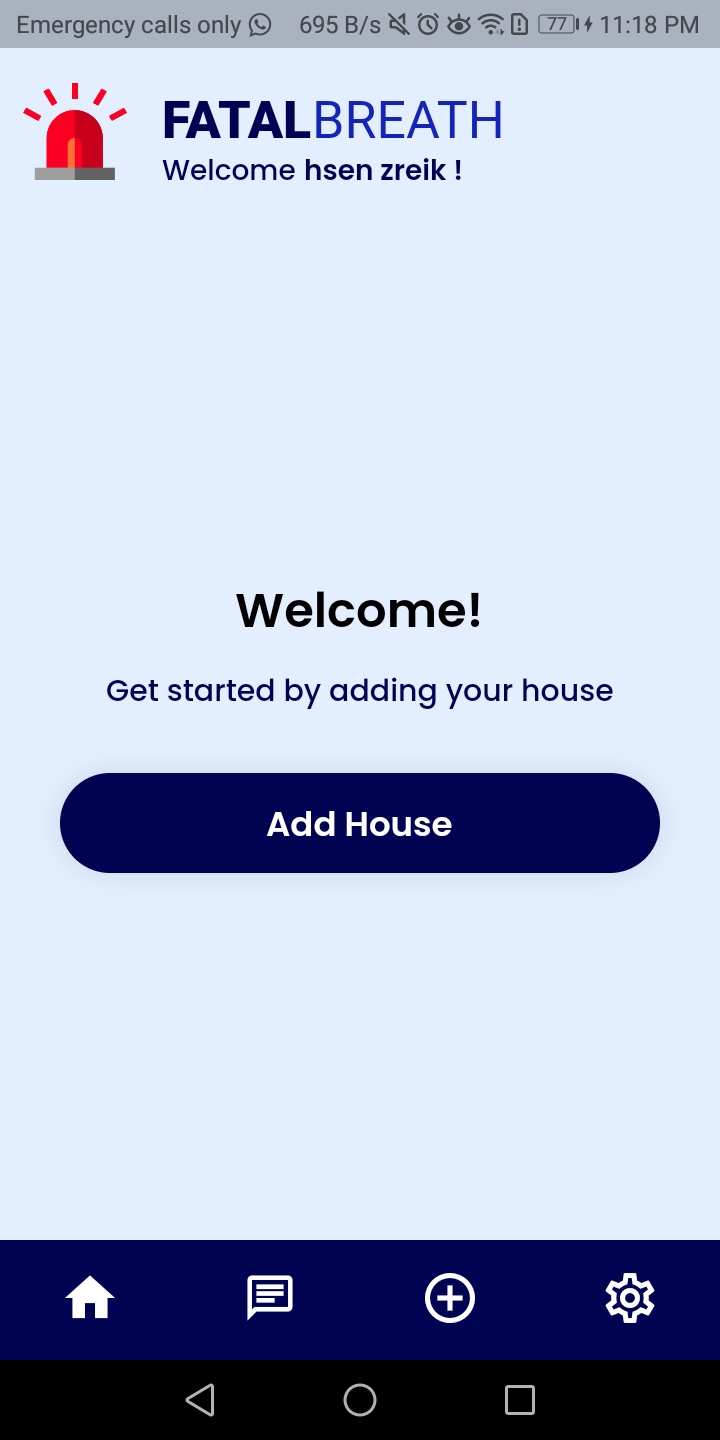 Emergency calls only 695 B/s 77 11:18 PM
FATALBREATH
Welcome hsen zreik !
Welcome!
Get started by adding your house
Add House